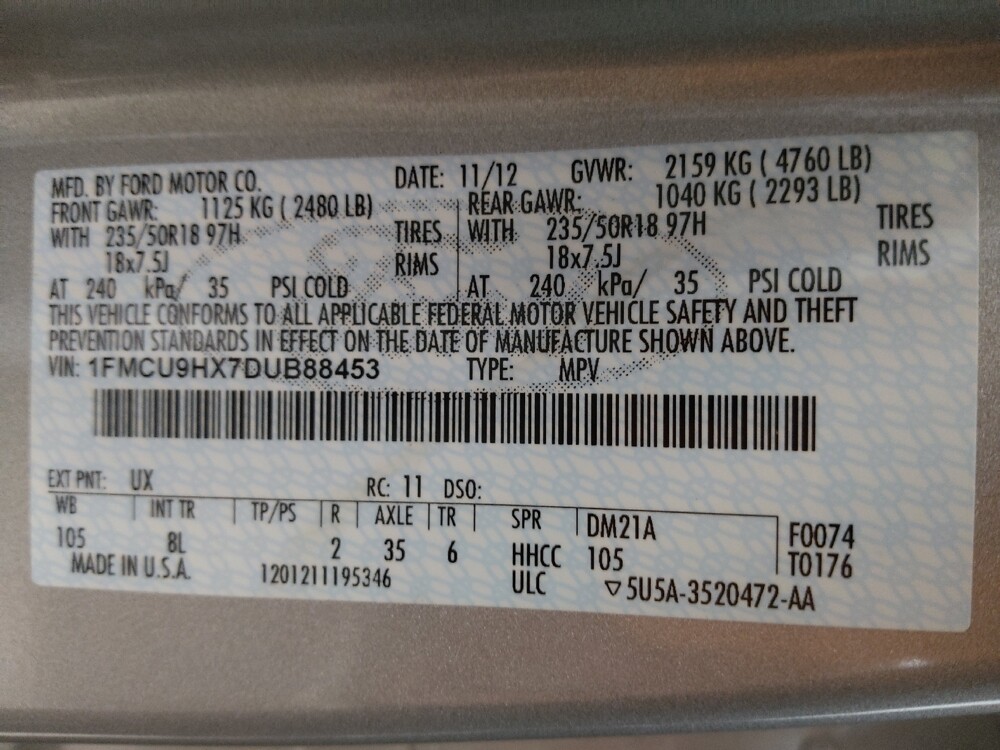 MFD. BY FORD MOTOR CO. DATE: 11/12 GVWR: 2159 KG ( 4760 LB)
FRONT GAWR: 1125 KG ( 2480 LB) REAR GAWR: 1040 KG ( 2293 LB)
WITH 235/50R18 97H TIRES WITH 235/50R18 97H TIRES
18x7.5J RIMS 18x7.5J RIMS
AT 240 kPa/ 35 PSI COLD AT 240 kPa/ 35 PSI COLD
THIS VEHICLE CONFORMS TO ALL APPLICABLE FEDERAL MOTOR VEHICLE SAFETY AND THEFT
PREVENTION STANDARDS IN EFFECT ON THE DATE OF MANUFACTURE SHOWN ABOVE.
VIN: 1FMCU9HX7DUB88453 TYPE: MPV
EXT PNT: UX RC: 11 DSO:
WB INT TR TP/PS R AXLE TR SPR DM21A F0074
105 8L 2 35 6 HHCC 105 T0176
MADE IN U.S.A. 1201211195346 ULC ▽5U5A-3520472-AA